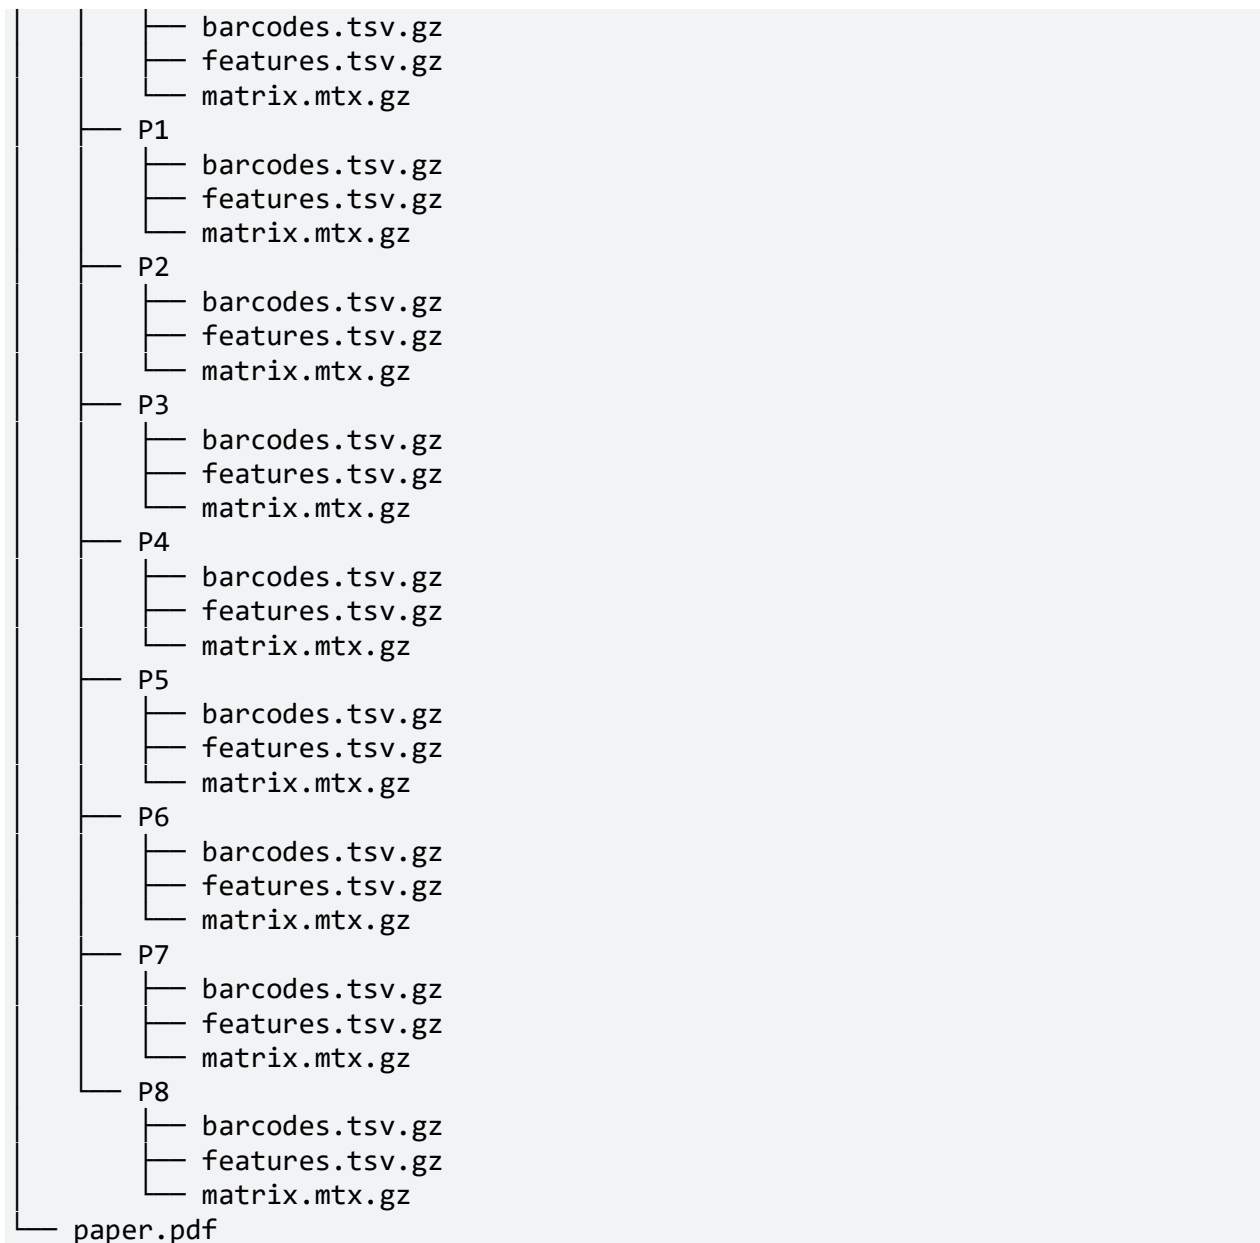 │   │   ├── barcodes.tsv.gz
│   │   ├── features.tsv.gz
│   │   └── matrix.mtx.gz
│   ├── P1
│   │   ├── barcodes.tsv.gz
│   │   ├── features.tsv.gz
│   │   └── matrix.mtx.gz
│   ├── P2
│   │   ├── barcodes.tsv.gz
│   │   ├── features.tsv.gz
│   │   └── matrix.mtx.gz
│   ├── P3
│   │   ├── barcodes.tsv.gz
│   │   ├── features.tsv.gz
│   │   └── matrix.mtx.gz
│   ├── P4
│   │   ├── barcodes.tsv.gz
│   │   ├── features.tsv.gz
│   │   └── matrix.mtx.gz
│   ├── P5
│   │   ├── barcodes.tsv.gz
│   │   ├── features.tsv.gz
│   │   └── matrix.mtx.gz
│   ├── P6
│   │   ├── barcodes.tsv.gz
│   │   ├── features.tsv.gz
│   │   └── matrix.mtx.gz
│   ├── P7
│   │   ├── barcodes.tsv.gz
│   │   ├── features.tsv.gz
│   │   └── matrix.mtx.gz
│   └── P8
│       ├── barcodes.tsv.gz
│       ├── features.tsv.gz
│       └── matrix.mtx.gz
└── paper.pdf